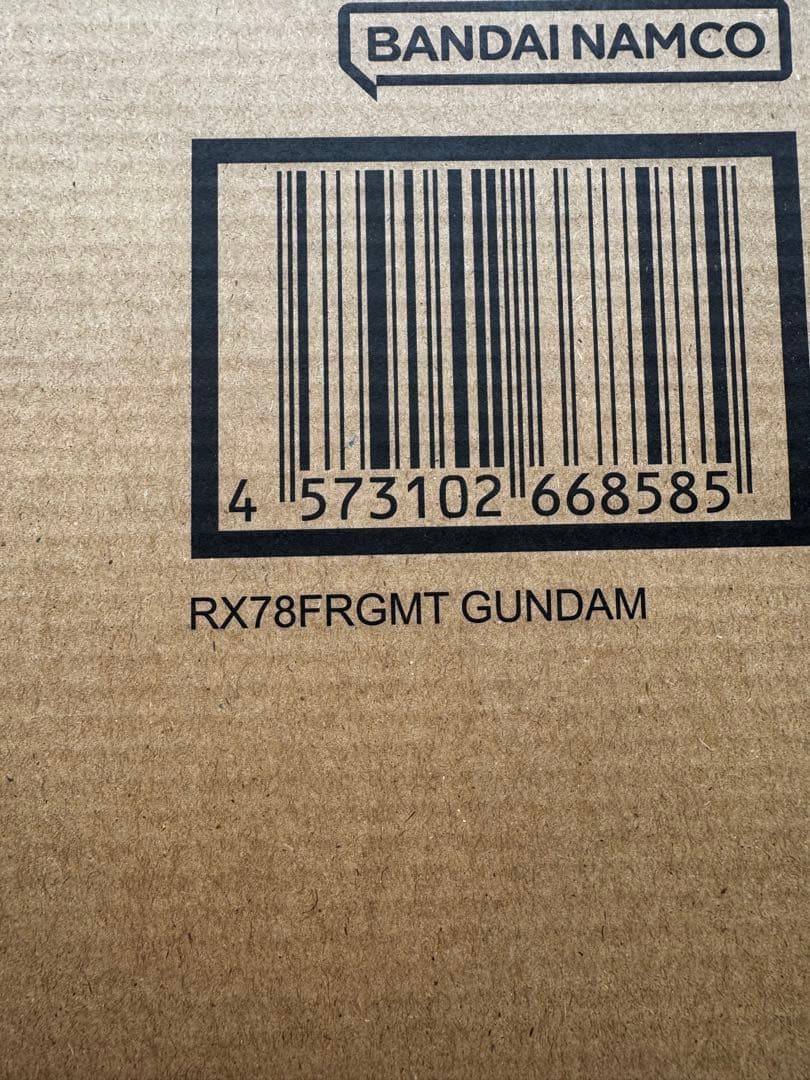 BANDAI NAMCO
4 573102 668585
RX78FRGMT GUNDAM